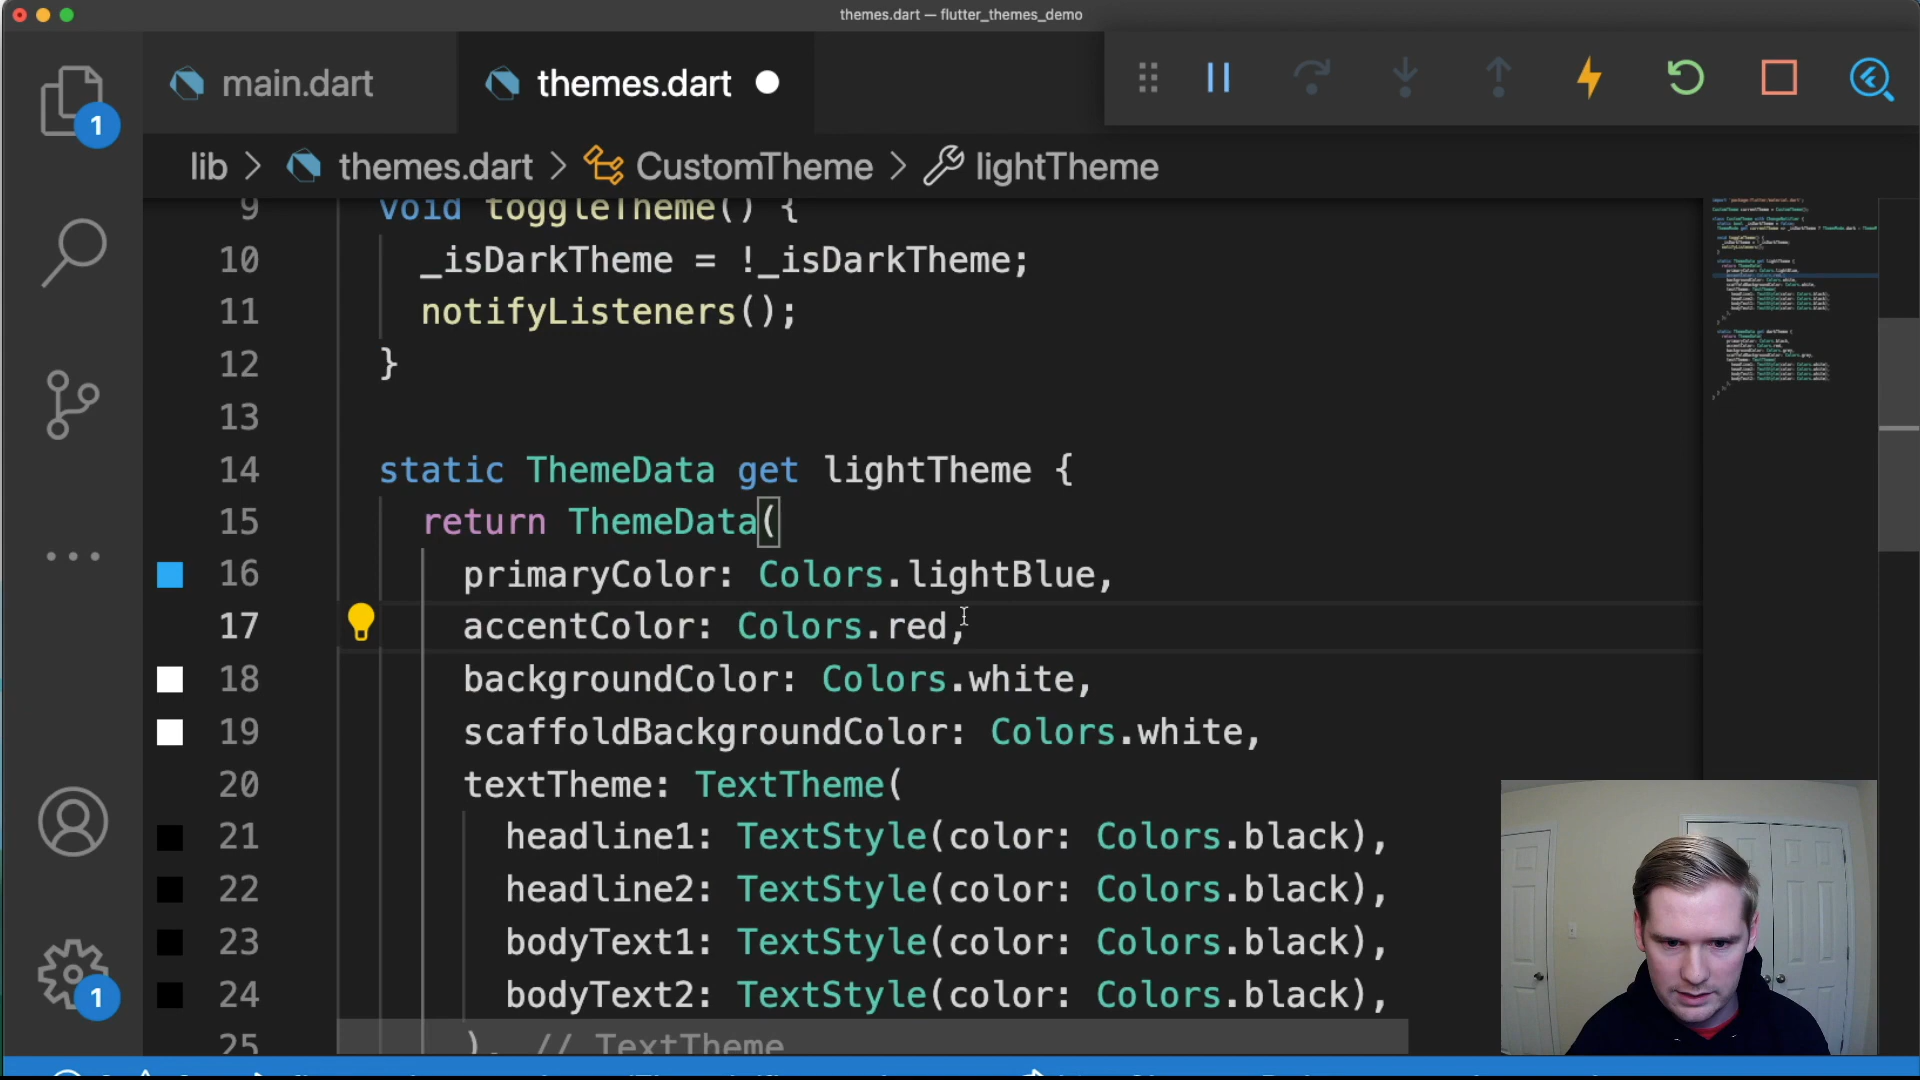 themes.dart — flutter_themes_demo
main.dart
themes.dart
1
lib > themes.dart > CustomTheme > lightTheme
9 void toggleTheme() {
10 _isDarkTheme = !_isDarkTheme;
11 notifyListeners();
12 }
13
14 static ThemeData get lightTheme {
15 return ThemeData(
16 primaryColor: Colors.lightBlue,
17 accentColor: Colors.red,
18 backgroundColor: Colors.white,
19 scaffoldBackgroundColor: Colors.white,
20 textTheme: TextTheme(
21 headline1: TextStyle(color: Colors.black),
22 headline2: TextStyle(color: Colors.black),
23 bodyText1: TextStyle(color: Colors.black),
24 bodyText2: TextStyle(color: Colors.black),
25 ), // TextTheme
1